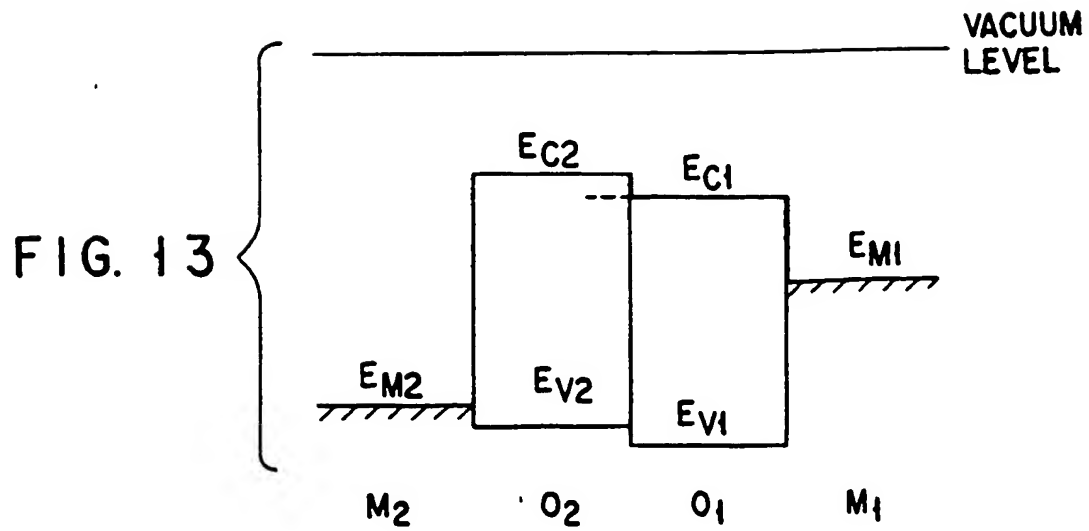 VACUUM
LEVEL
EC2
EC1
FIG. 13
EM1
EM2
EV2
EV1
M2 O2 O1 M1